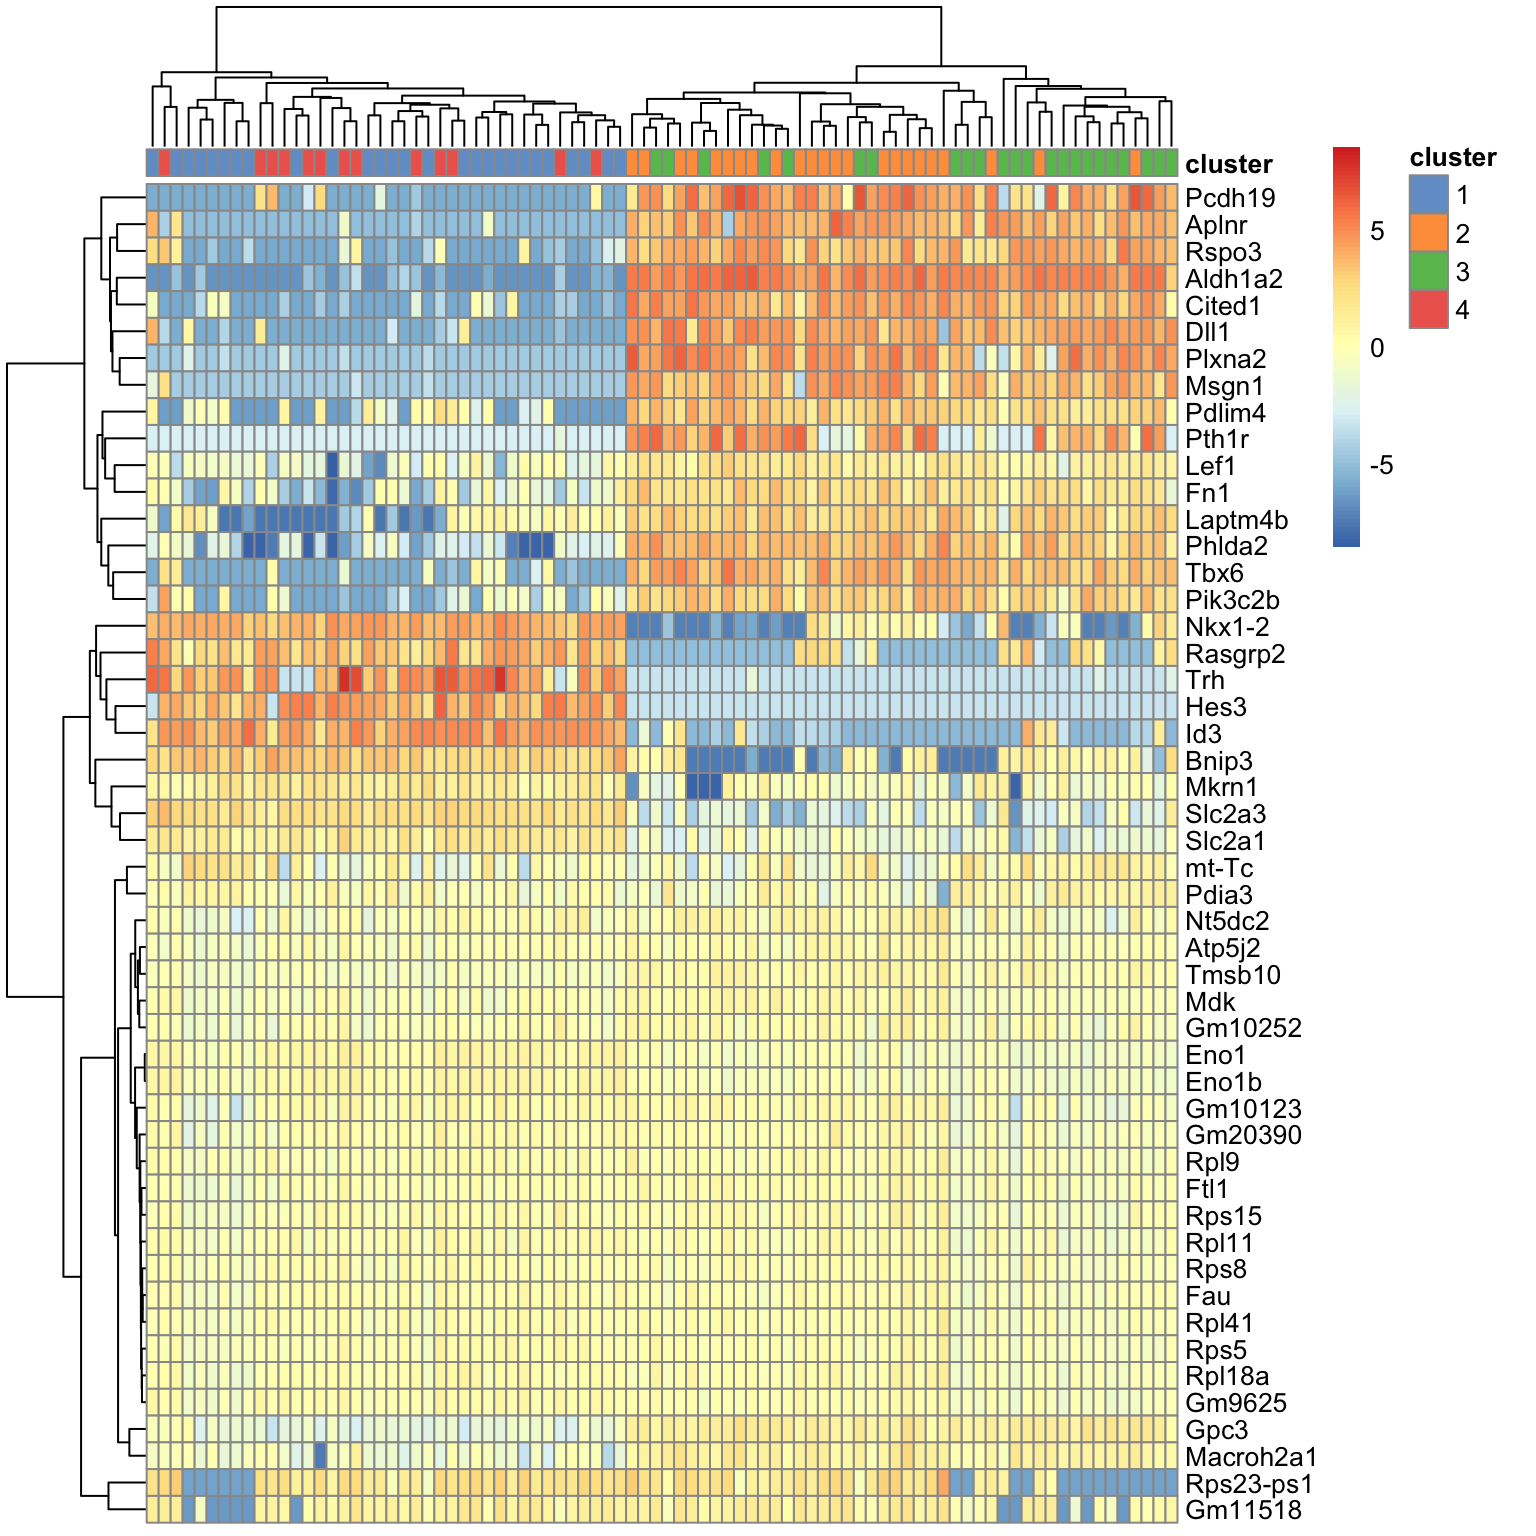 cluster
Pcdh19
Aplnr
Rspo3
Aldh1a2
Cited1
Dll1
Plxna2
Msgn1
Pdlim4
Pth1r
Lef1
Fn1
Laptm4b
Phlda2
Tbx6
Pik3c2b
Nkx1-2
Rasgrp2
Trh
Hes3
Id3
Bnip3
Mkrn1
Slc2a3
Slc2a1
mt-Tc
Pdia3
Nt5dc2
Atp5j2
Tmsb10
Mdk
Gm10252
Eno1
Eno1b
Gm10123
Gm20390
Rpl9
Ftl1
Rps15
Rpl11
Rps8
Fau
Rpl41
Rps5
Rpl18a
Gm9625
Gpc3
Macroh2a1
Rps23-ps1
Gm11518
5
0
-5
cluster
1
2
3
4